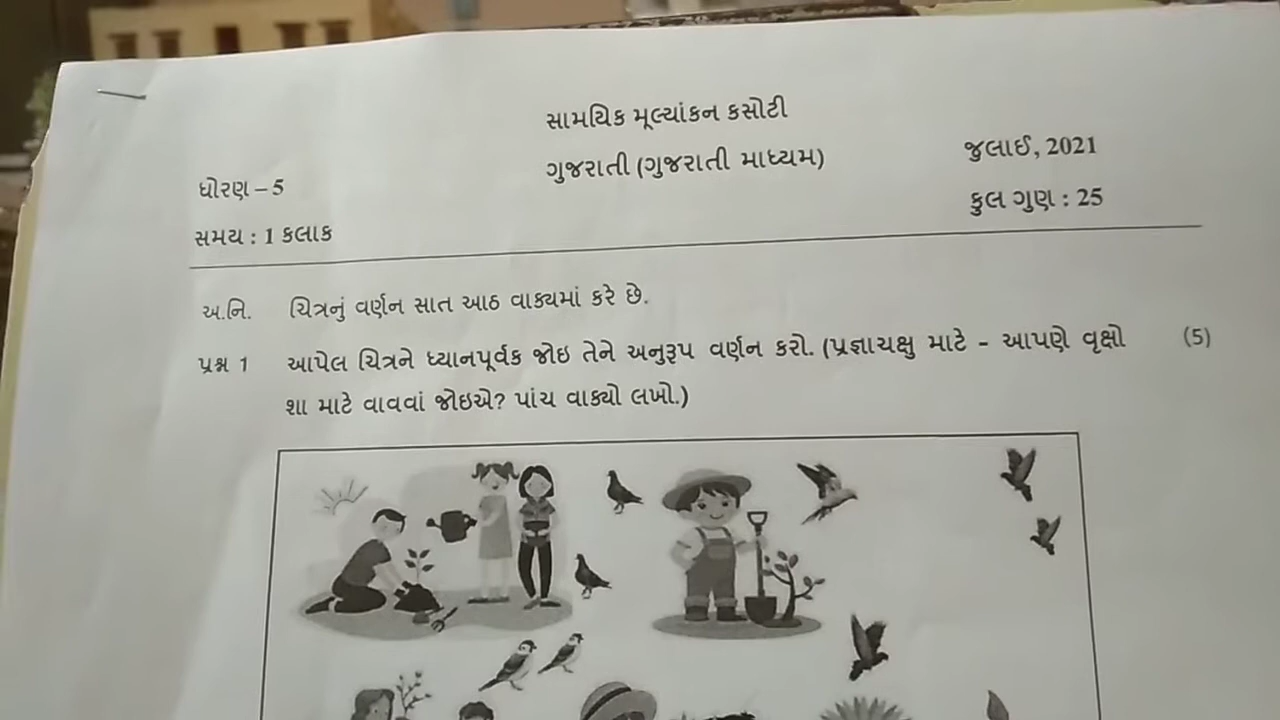 સામયિક મૂલ્યાંકન કસોટી
ગુજરાતી (ગુજરાતી માધ્યમ)
જુલાઈ, 2021
ધોરણ – 5
કુલ ગુણ : 25
સમય : 1 કલાક
અ.નિ. ચિત્રનું વર્ણન સાત આઠ વાક્યમાં કરે છે.
પ્રશ્ન 1 આપેલ ચિત્રને ધ્યાનપૂર્વક જોઇ તેને અનુરૂપ વર્ણન કરો. (પ્રજ્ઞાચક્ષુ માટે - આપણે વૃક્ષો (5)
શા માટે વાવવાં જોઇએ? પાંચ વાક્યો લખો.)